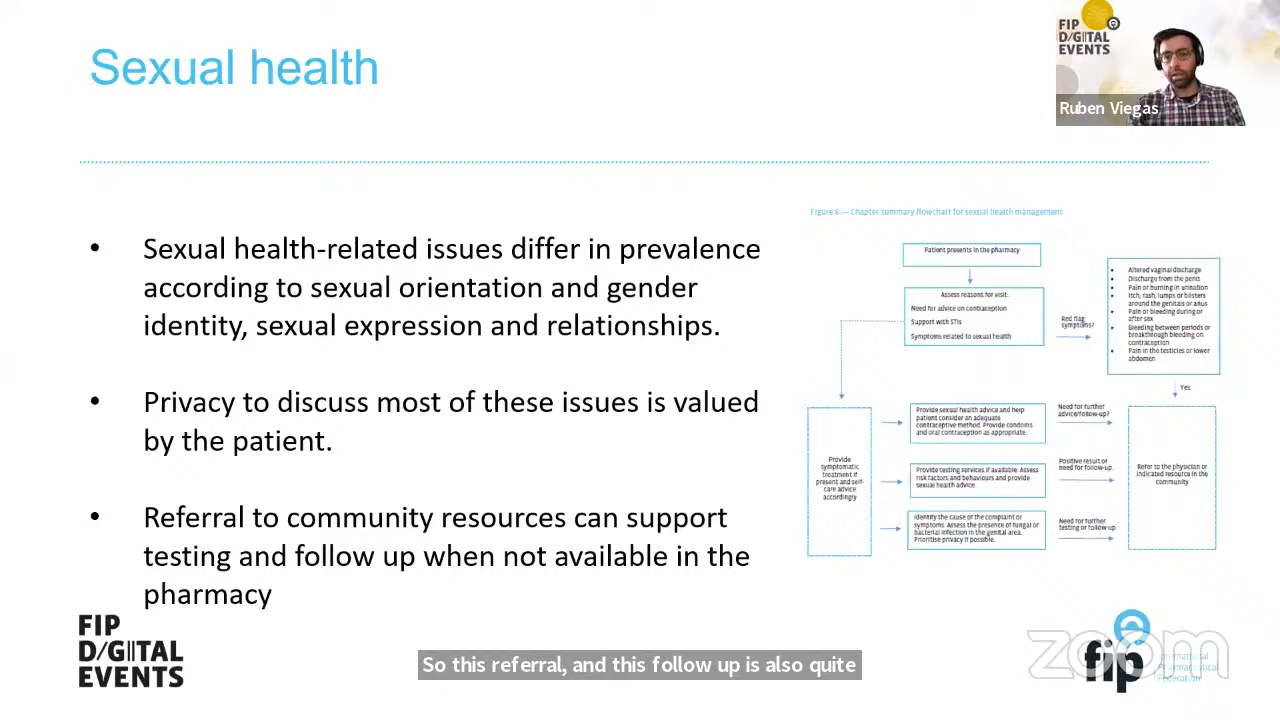 Sexual health
FIP
D/G/TAL
EVENTS
Ruben Viegas
• Sexual health-related issues differ in prevalence
according to sexual orientation and gender
identity, sexual expression and relationships.
• Privacy to discuss most of these issues is valued
by the patient.
• Referral to community resources can support
testing and follow up when not available in the
pharmacy
Figure 6 — Chapter summary flowchart for sexual health management
Patient presents in the pharmacy
Assess reasons for visit:
Need for advice on contraception
Support with STIs
Symptoms related to sexual health
Red flag
symptoms?
• Altered vaginal discharge
• Discharge from the penis
• Pain or burning in urination
• Itch, rash, lumps or blisters
around the genitals or anus
• Pain or bleeding during or
after sex
• Bleeding between periods or
breakthrough bleeding on
contraception
• Pain in the testicles or lower
abdomen
Yes
Provide
symptomatic
treatment if
present and self-
care advice
accordingly
Provide sexual health advice and help
patient consider an adequate
contraceptive method. Provide condoms
and oral contraception as appropriate.
Need for further
advice/follow-up?
Provide testing services if available. Assess
risk factors and behaviours and provide
sexual health advice
Positive result or
need for follow-up.
Identify the cause of the complaint or
symptoms. Assess the presence of fungal or
bacterial infection in the genital area.
Prioritise privacy if possible.
Need for further
testing or follow-up.
Refer to the physician or
indicated resource in the
community
FIP
D/G/TAL
EVENTS
So this referral, and this follow up is also quite
zoom
fip
International
Pharmaceutical
Federation